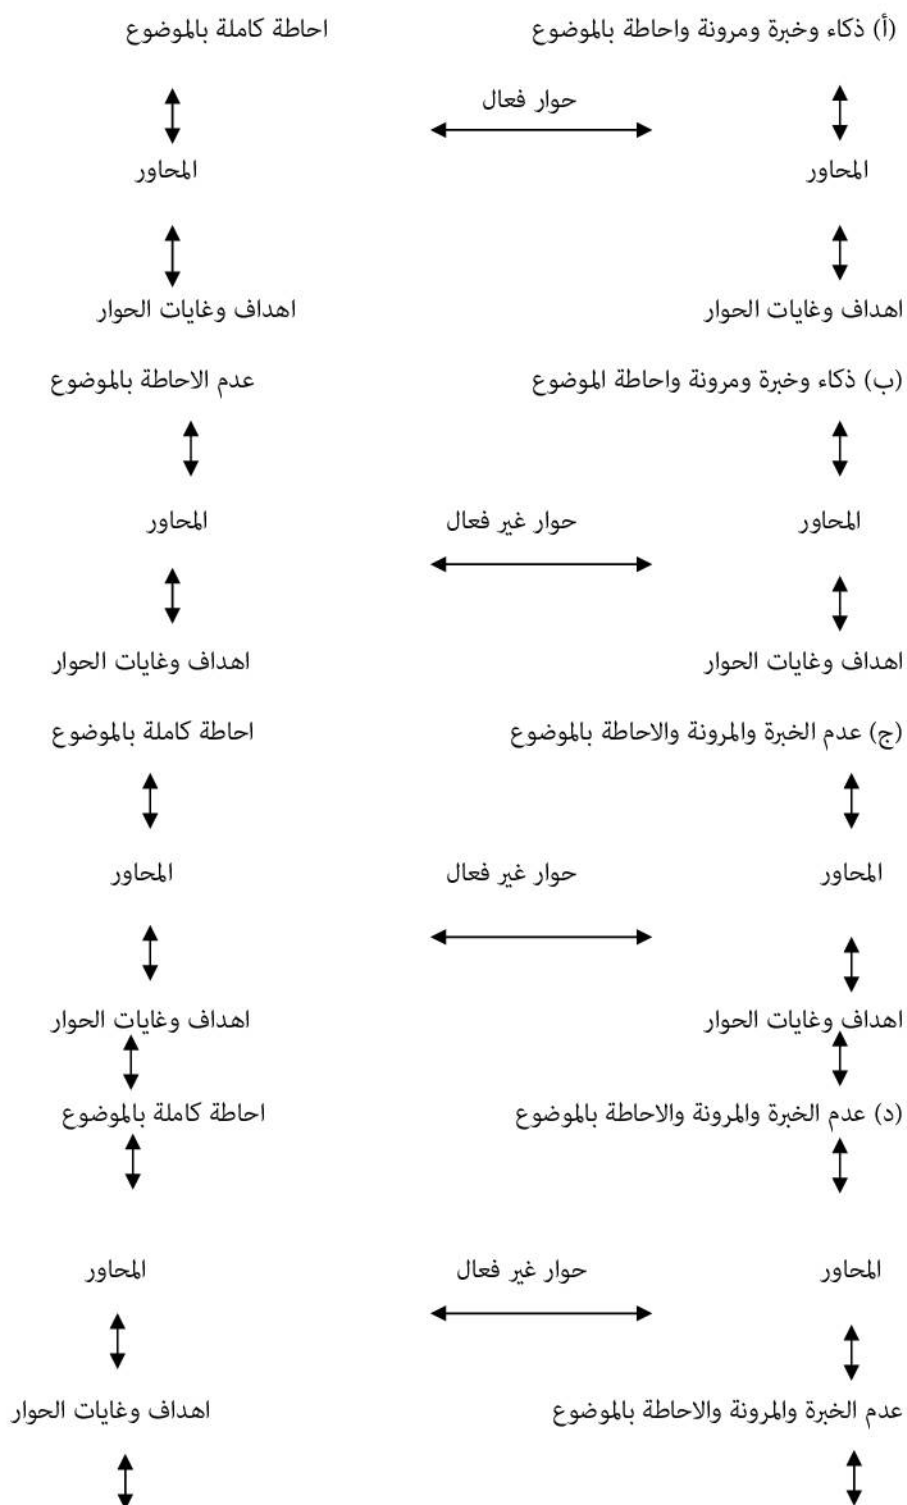 (أ) ذكاء وخبرة ومرونة واحاطة بالموضوع احاطة كاملة بالموضوع
حوار فعال
المحاور المحاور
اهداف وغايات الحوار اهداف وغايات الحوار
(ب) ذكاء وخبرة ومرونة واحاطة الموضوع عدم الاحاطة بالموضوع
المحاور حوار غير فعال المحاور
اهداف وغايات الحوار اهداف وغايات الحوار
(ج) عدم الخبرة والمرونة والاحاطة بالموضوع احاطة كاملة بالموضوع
المحاور حوار غير فعال المحاور
اهداف وغايات الحوار اهداف وغايات الحوار
(د) عدم الخبرة والمرونة والاحاطة بالموضوع احاطة كاملة بالموضوع
المحاور حوار غير فعال المحاور
عدم الخبرة والمرونة والاحاطة بالموضوع اهداف وغايات الحوار